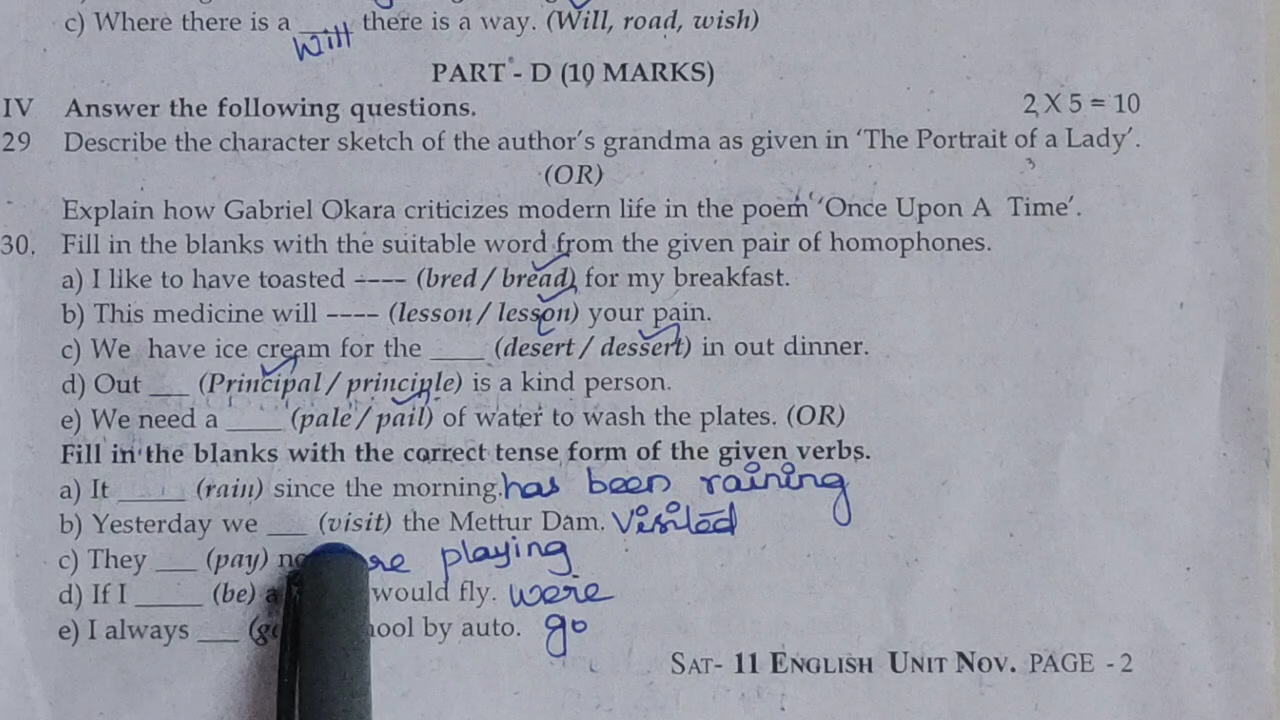 c) Where there is a ____ there is a way. (Will, road, wish)
Will
PART - D (10 MARKS)
IV Answer the following questions. 2 X 5 = 10
29 Describe the character sketch of the author's grandma as given in 'The Portrait of a Lady'.
(OR)
Explain how Gabriel Okara criticizes modern life in the poem 'Once Upon A Time'.
30. Fill in the blanks with the suitable word from the given pair of homophones.
a) I like to have toasted ---- (bred / bread) for my breakfast.
b) This medicine will ---- (lesson / lesson) your pain.
c) We have ice cream for the ____ (desert / dessert) in out dinner.
d) Out ___ (Principal / principle) is a kind person.
e) We need a ____ (pale / pail) of water to wash the plates. (OR)
Fill in the blanks with the correct tense form of the given verbs.
a) It _____ (rain) since the morning. has been raining
b) Yesterday we ___ (visit) the Mettur Dam. Visited
c) They ___ (pay) playing
d) If I _____ (be) would fly. were
e) I always ___ by auto. go
SAT- 11 ENGLISH UNIT NOV. PAGE - 2